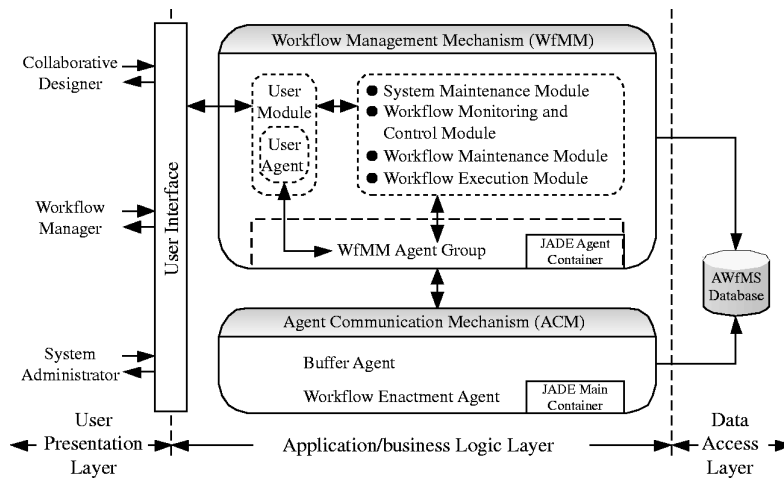 Workflow Management Mechanism (WfMM)
Collaborative
Designer
User
Module
User
Agent
● System Maintenance Module
● Workflow Monitoring and
Control Module
● Workflow Maintenance Module
● Workflow Execution Module
Workflow
Manager
User Interface
WfMM Agent Group
JADE Agent
Container
AWfMS
Database
Agent Communication Mechanism (ACM)
System
Administrator
Buffer Agent
Workflow Enactment Agent
JADE Main
Container
User
Presentation
Layer
Application/business Logic Layer
Data
Access
Layer